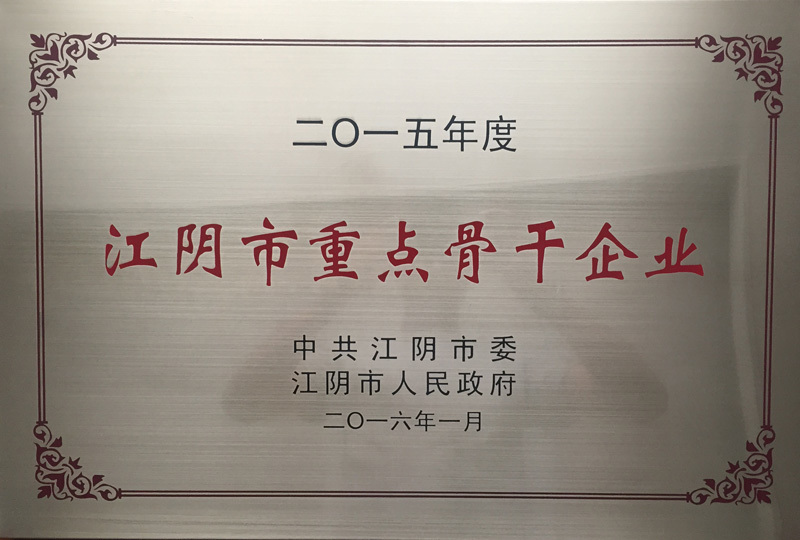 二〇一五年度
江阴市重点骨干企业
中共江阴市委
江阴市人民政府
二〇一六年一月